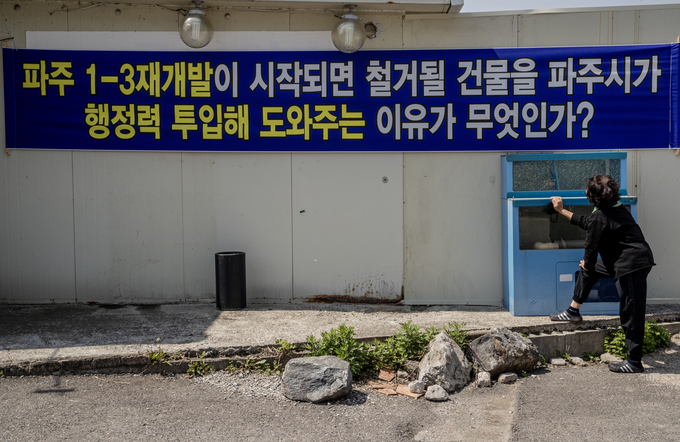 파주 1-3재개발이 시작되면 철거될 건물을 파주시가
행정력 투입해 도와주는 이유가 무엇인가?